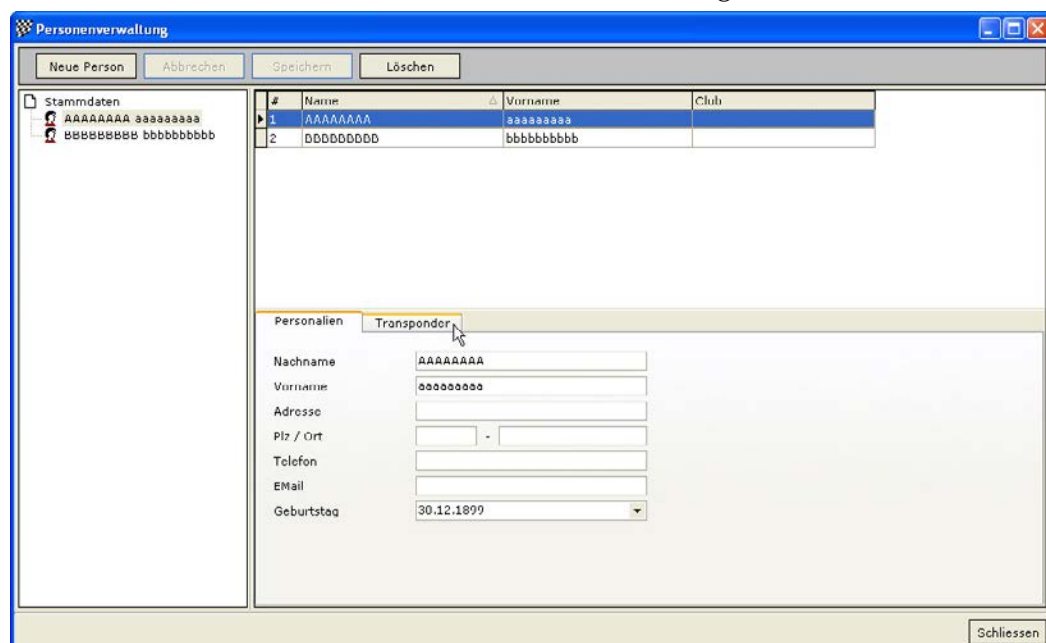 Personenverwaltung
Neue Person Abbrechen Speichern Löschen
Stammdaten
AAAAAAAA aaaaaaaaa
BBBBBBBBB bbbbbbbbbb
# Name Vorname Club
1 AAAAAAAA aaaaaaaaa
2 BBBBBBBBB bbbbbbbbbb
Personalien Transponder
Nachname AAAAAAAA
Vorname aaaaaaaaa
Adresse
Plz / Ort -
Telefon
EMail
Geburtstag 30.12.1899
Schliessen